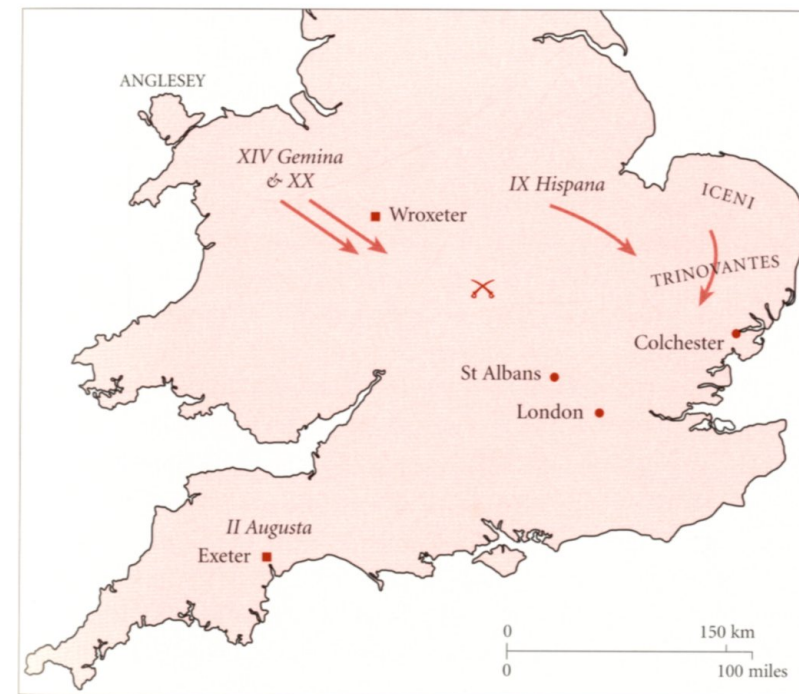 ANGLESEY
XIV Gemina
& XX
IX Hispana
ICENI
Wroxeter
TRINOVANTES
Colchester
St Albans
London
II Augusta
Exeter
0 150 km
0 100 miles